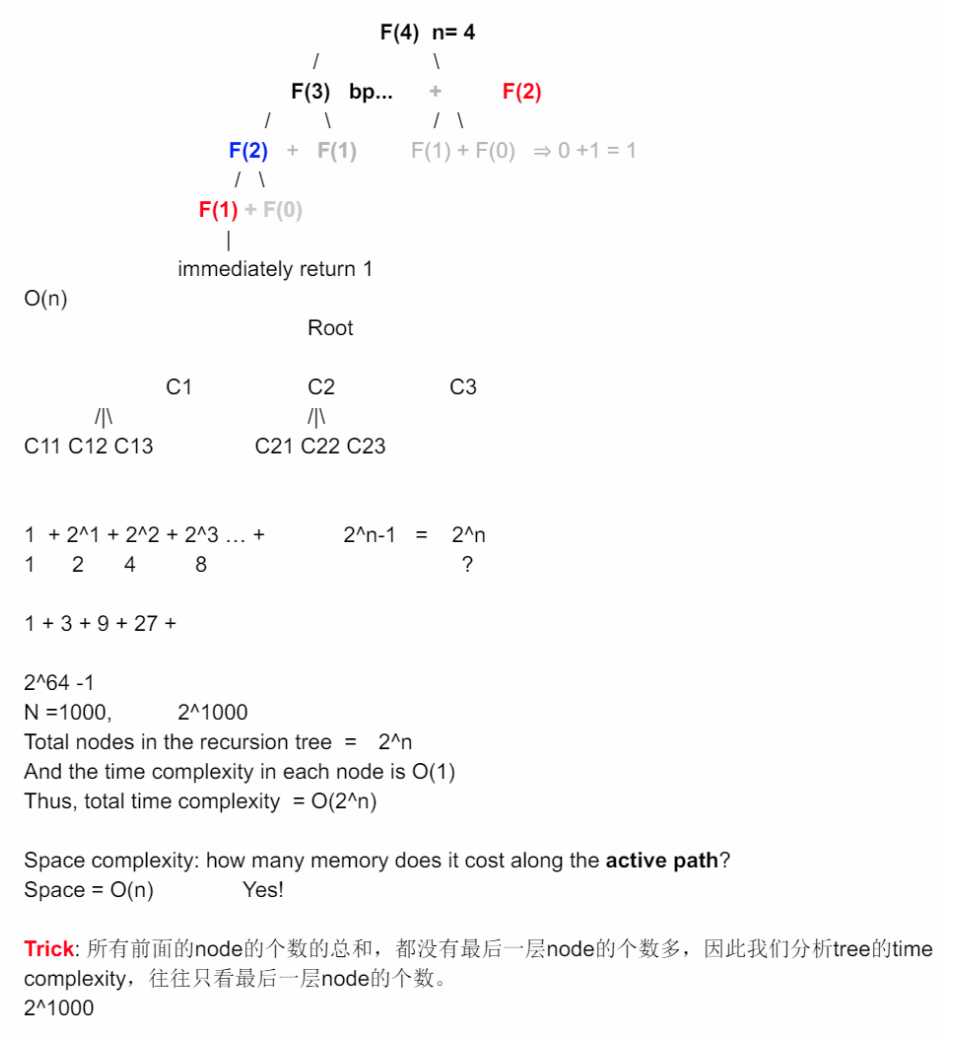 F(4) n= 4
/ \
F(3) bp... + F(2)
/ \ / \
F(2) + F(1) F(1) + F(0) ⇒ 0 +1 = 1
/ \
F(1) + F(0)
|
immediately return 1
O(n)
Root
C1 C2 C3
/|\ /|\
C11 C12 C13 C21 C22 C23
1 + 2^1 + 2^2 + 2^3 … + 2^n-1 = 2^n
1 2 4 8 ?
1 + 3 + 9 + 27 +
2^64 -1
N =1000, 2^1000
Total nodes in the recursion tree = 2^n
And the time complexity in each node is O(1)
Thus, total time complexity = O(2^n)
Space complexity: how many memory does it cost along the active path?
Space = O(n) Yes!
Trick: 所有前面的node的个数的总和，都没有最后一层node的个数多，因此我们分析tree的time
complexity，往往只看最后一层node的个数。
2^1000